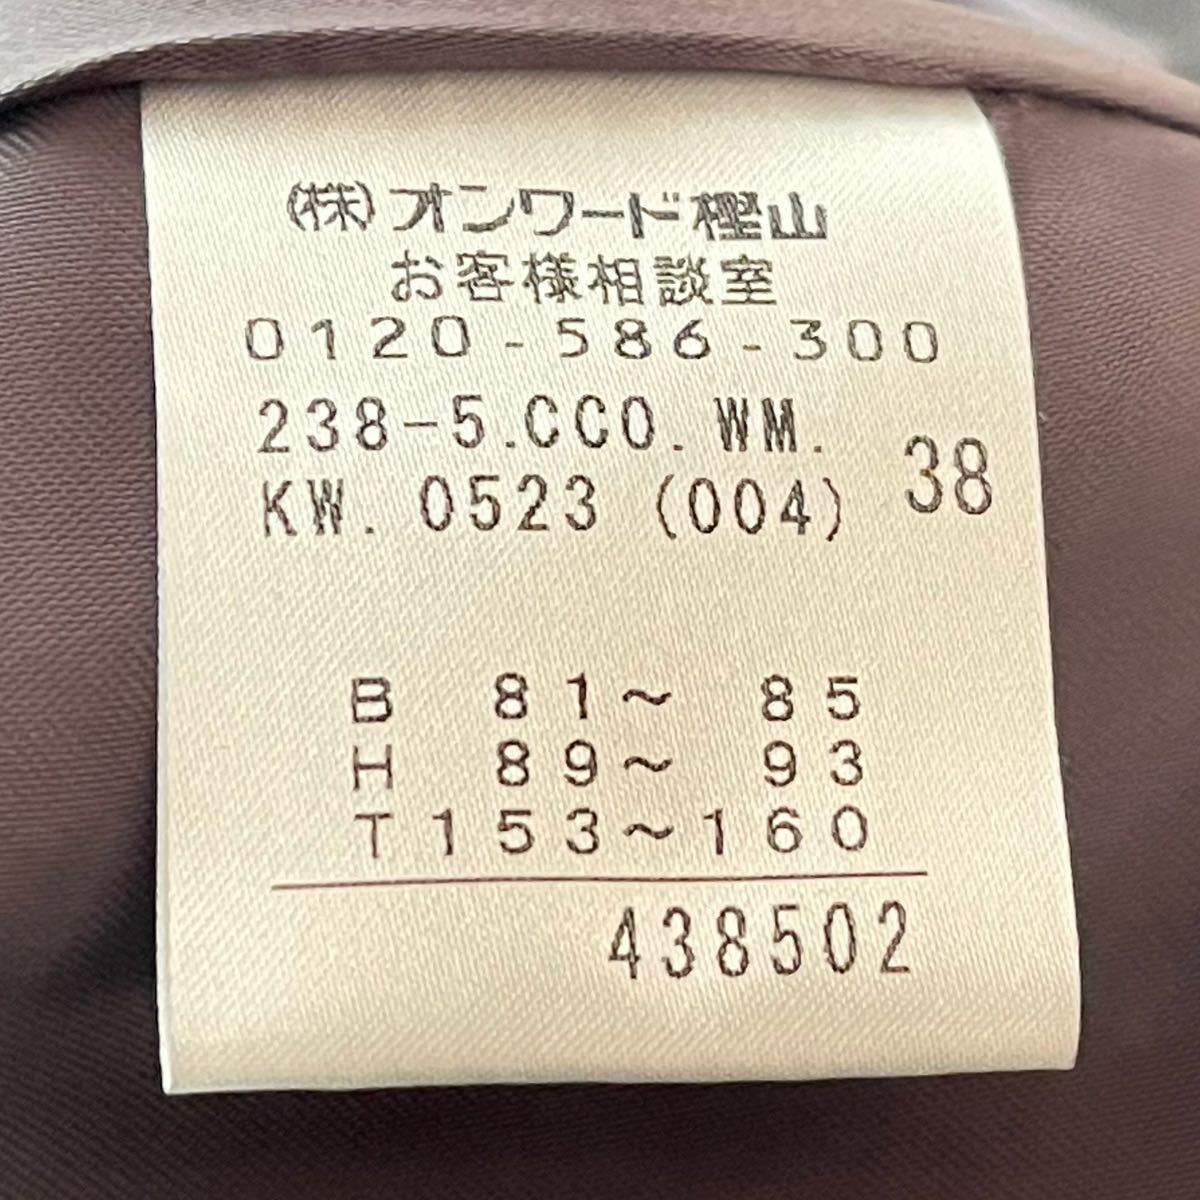 (株)オンワード樫山
お客様相談室
0120-586-300
238-5.CCO.WM.
KW. 0523 (004) 38
B 81~ 85
H 89~ 93
T153~160
438502